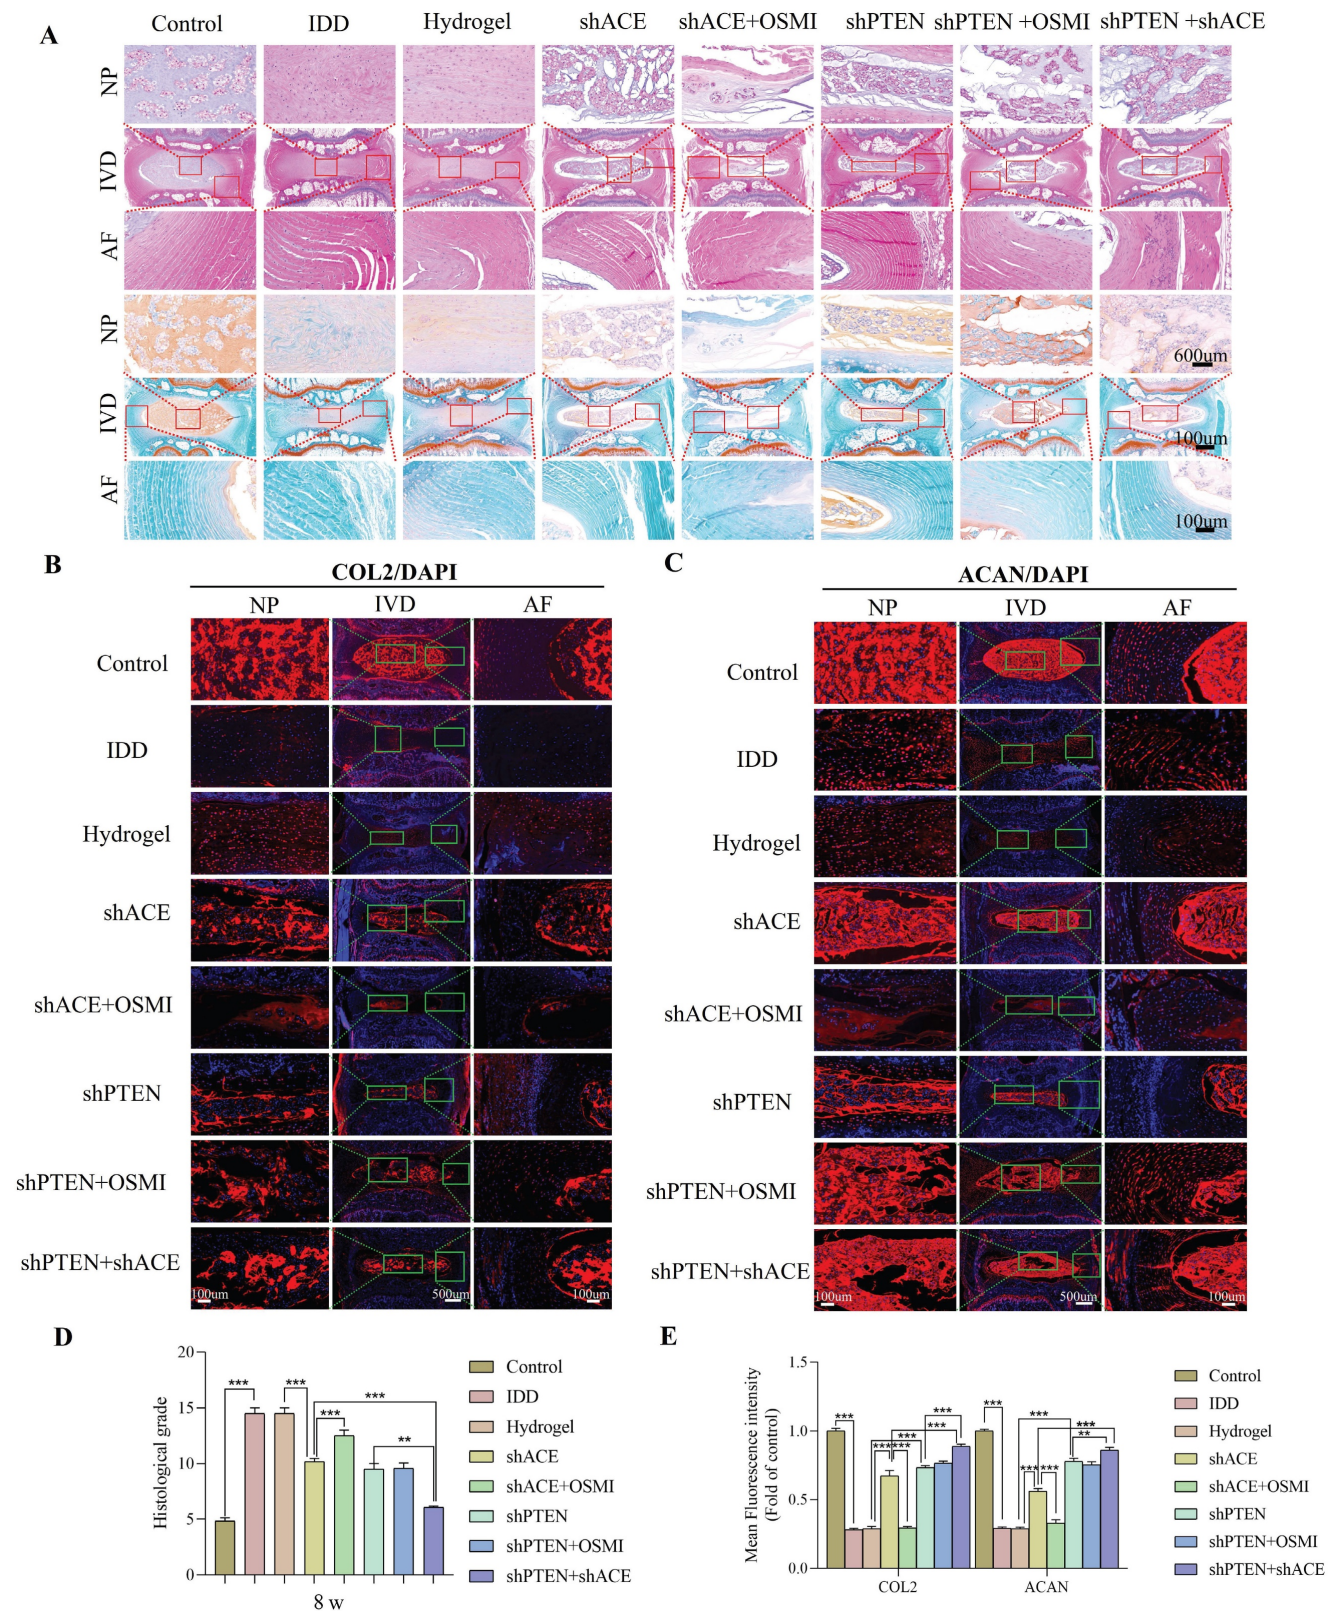 A
Control IDD Hydrogel shACE shACE+OSMI shPTEN shPTEN +OSMI shPTEN +shACE
NP
IVD
AF
NP
600um
IVD
100um
AF
100um
B
COL2/DAPI
NP IVD AF
Control
IDD
Hydrogel
shACE
shACE+OSMI
shPTEN
shPTEN+OSMI
shPTEN+shACE
100um 500um 100um
C
ACAN/DAPI
NP IVD AF
Control
IDD
Hydrogel
shACE
shACE+OSMI
shPTEN
shPTEN+OSMI
shPTEN+shACE
100um 500um 100um
D
Histological grade
20
15
10
5
0
*** *** *** *** **
8 w
Control
IDD
Hydrogel
shACE
shACE+OSMI
shPTEN
shPTEN+OSMI
shPTEN+shACE
E
Mean Fluorescence intensity
(Fold of control)
1.5
1.0
0.5
0.0
*** *** *** *** *** *** *** *** *** *** *** **
COL2 ACAN
Control
IDD
Hydrogel
shACE
shACE+OSMI
shPTEN
shPTEN+OSMI
shPTEN+shACE